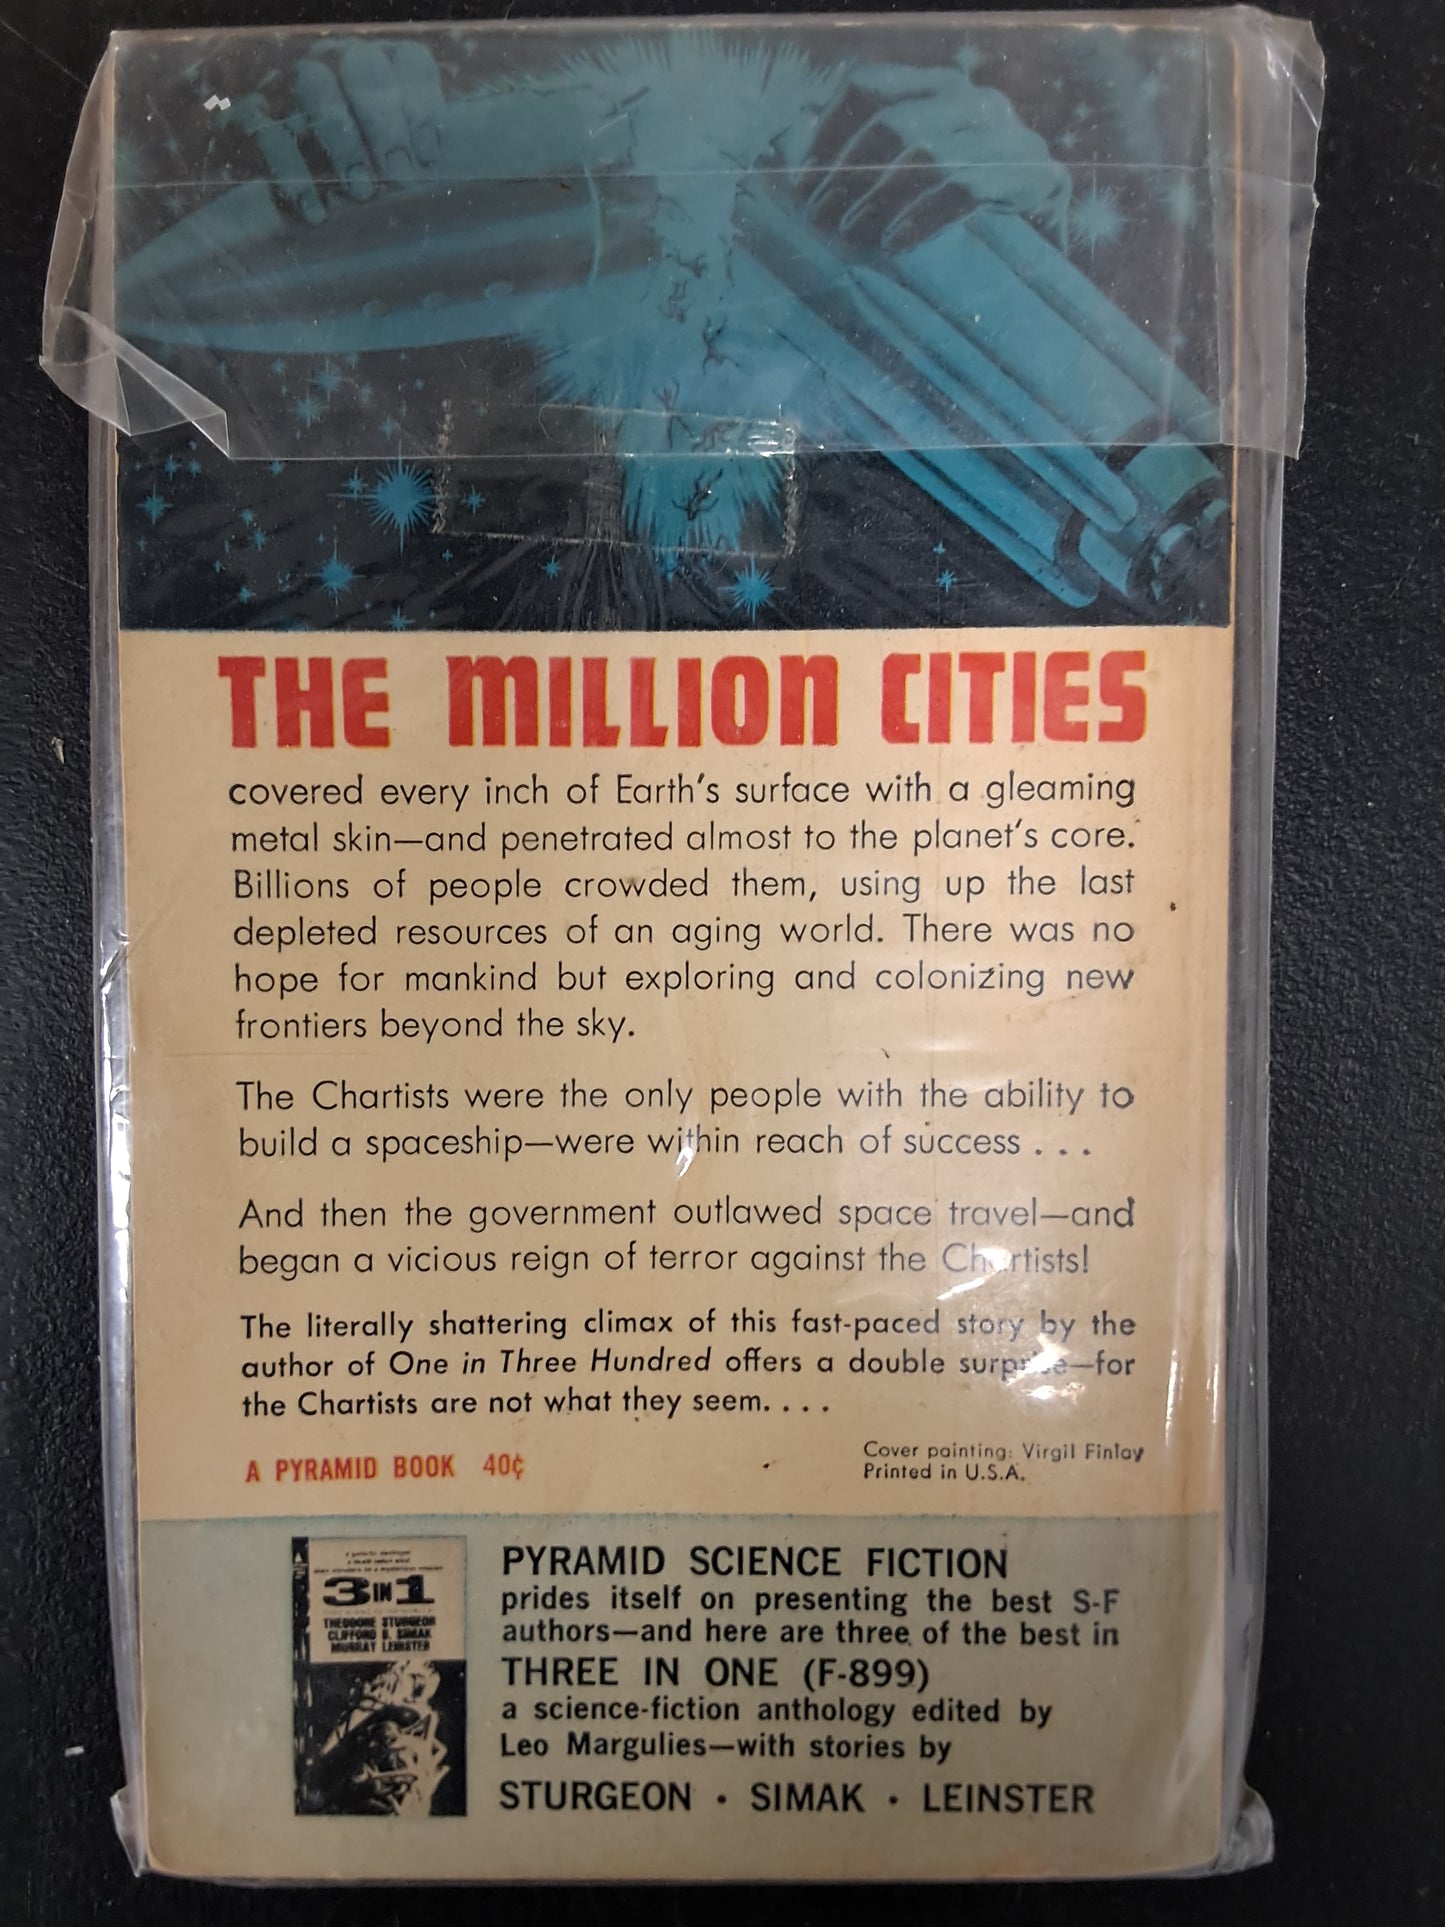 THE MILLION CITIES
covered every inch of Earth's surface with a gleaming
metal skin—and penetrated almost to the planet's core.
Billions of people crowded them, using up the last
depleted resources of an aging world. There was no
hope for mankind but exploring and colonizing new
frontiers beyond the sky.
The Chartists were the only people with the ability to
build a spaceship—were within reach of success . . .
And then the government outlawed space travel—and
began a vicious reign of terror against the Chartists!
The literally shattering climax of this fast-paced story by the
author of One in Three Hundred offers a double surprise—for
the Chartists are not what they seem. . . .
A PYRAMID BOOK 40¢
Cover painting: Virgil Finlay
Printed in U.S.A.
3 IN 1
THEODORE STURGEON
CLIFFORD D. SIMAK
MURRAY LEINSTER
PYRAMID SCIENCE FICTION
prides itself on presenting the best S-F
authors—and here are three of the best in
THREE IN ONE (F-899)
a science-fiction anthology edited by
Leo Margulies—with stories by
STURGEON • SIMAK • LEINSTER